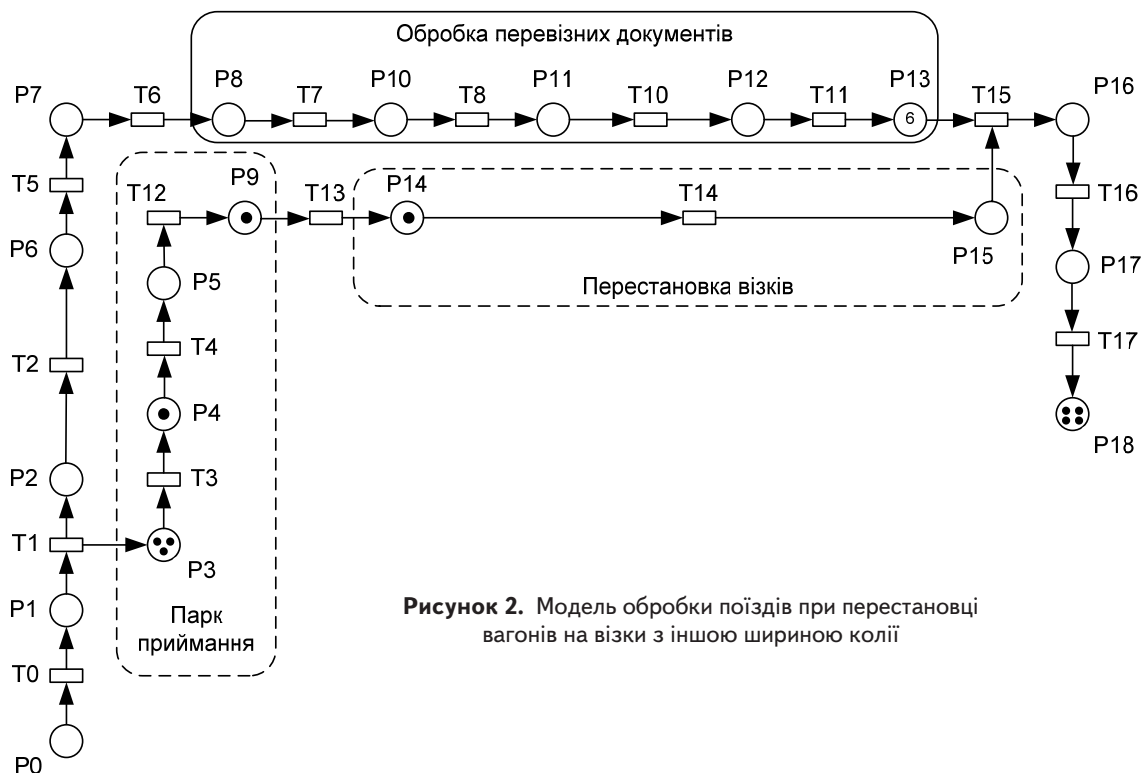 Обробка перевізних документів
P7
T6
P8
T7
P10
T8
P11
T10
P12
T11
P13
6
T15
P16
T5
T12
P9
T13
P14
T14
T16
P6
P5
P15
P17
Перестановка візків
T2
T4
T17
P4
P18
P2
T3
T1
P3
P1
Парк
приймання
Рисунок 2. Модель обробки поїздів при перестановці
вагонів на візки з іншою шириною колії
T0
P0